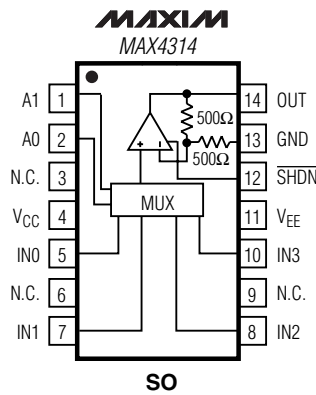 MAXIM
MAX4314
A1 1
14 OUT
500Ω
A0 2
13 GND
500Ω
N.C. 3
12 SHDN
MUX
VCC 4
11 VEE
IN0 5
10 IN3
N.C. 6
9 N.C.
IN1 7
8 IN2
SO